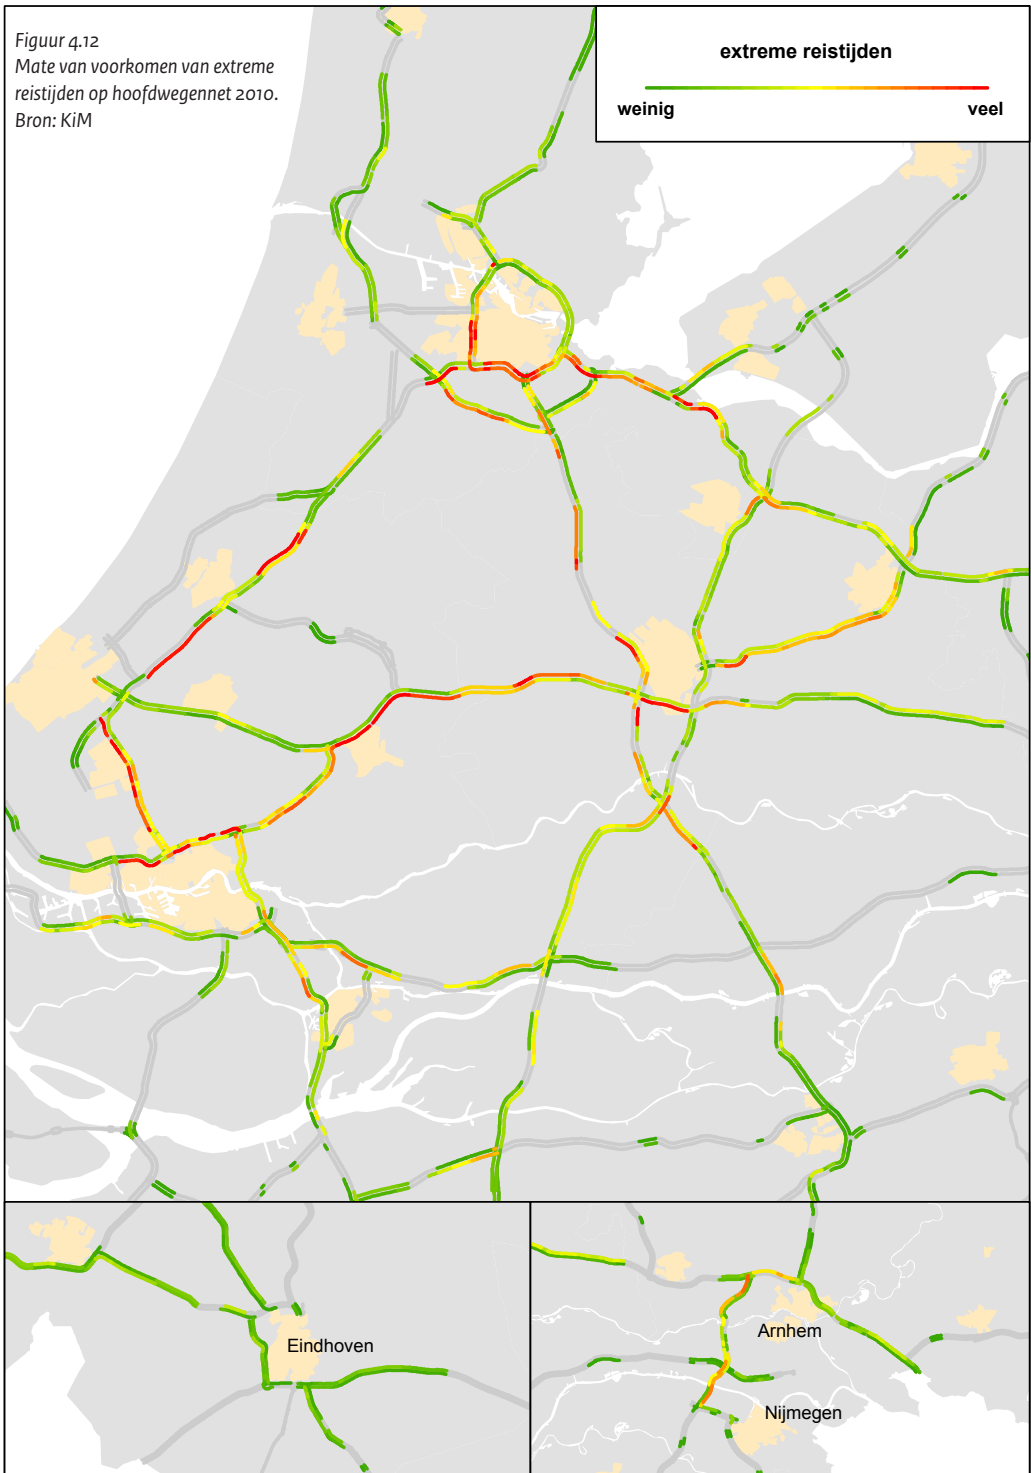 Figuur 4.12
Mate van voorkomen van extreme
reistijden op hoofdwegennet 2010.
Bron: KiM
extreme reistijden
weinig veel
Eindhoven
Arnhem
Nijmegen